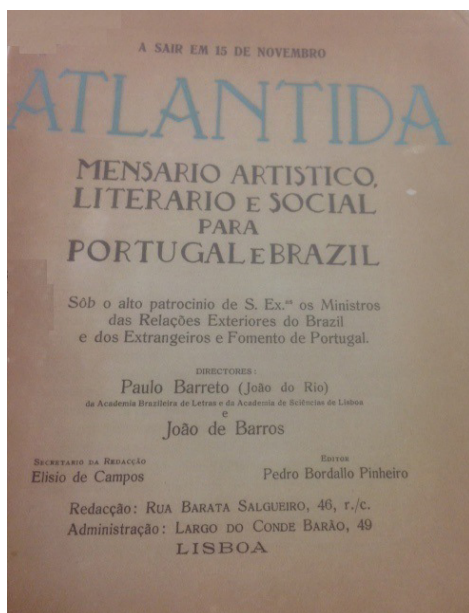 A SAIR EM 15 DE NOVEMBRO
ATLANTIDA
MENSARIO ARTISTICO,
LITERARIO E SOCIAL
PARA
PORTUGAL E BRAZIL
Sôb o alto patrocinio de S. Ex.as os Ministros
das Relações Exteriores do Brazil
e dos Extrangeiros e Fomento de Portugal.
DIRECTORES:
Paulo Barreto (João do Rio)
da Academia Brazileira de Letras e da Academia de Sciências de Lisboa
e
João de Barros
SECRETARIO DA REDACÇÃO
Elisio de Campos
EDITOR
Pedro Bordallo Pinheiro
Redacção: RUA BARATA SALGUEIRO, 46, r./c.
Administração: LARGO DO CONDE BARÃO, 49
LISBOA